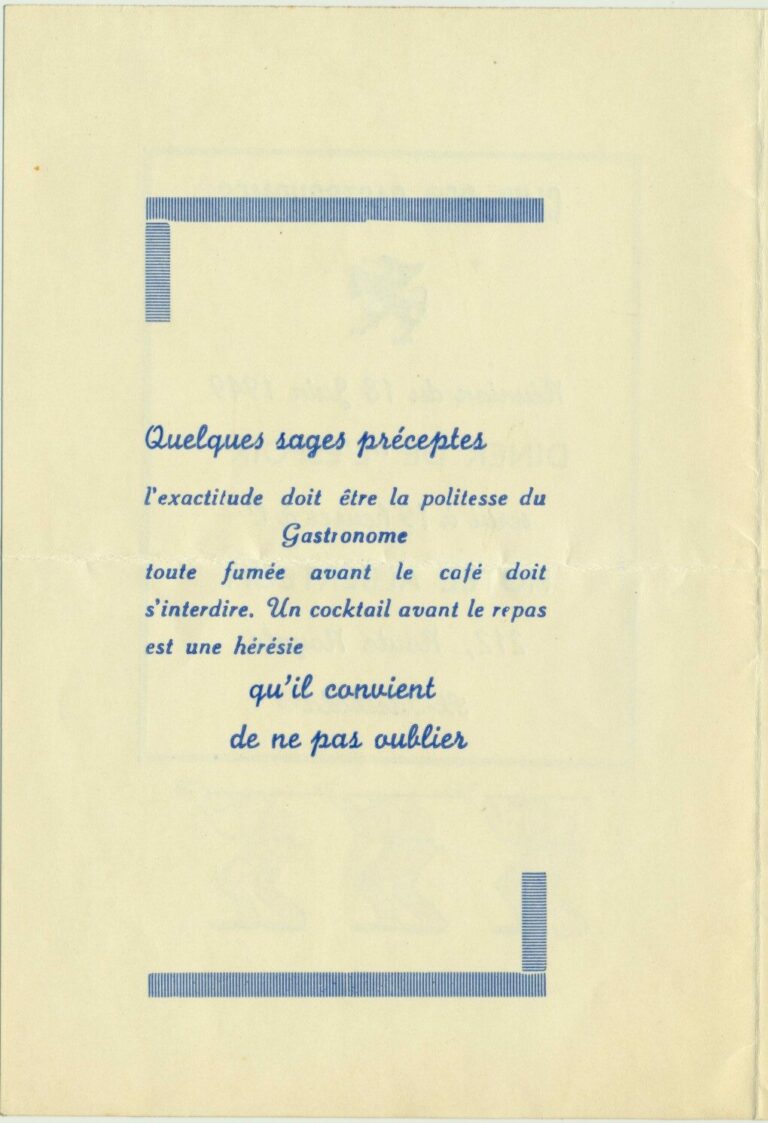 Quelques sages préceptes
l'exactitude doit être la politesse du
Gastronome
toute fumée avant le café doit
s'interdire. Un cocktail avant le repas
est une hérésie
qu'il convient
de ne pas oublier